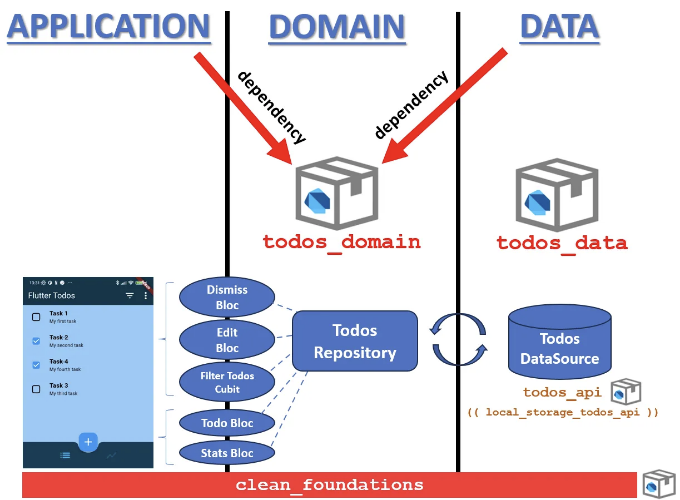 APPLICATION
DOMAIN
DATA
dependency
dependency
todos_domain
todos_data
Flutter Todos
Task 1
My first task
Task 2
My second task
Task 4
My fourth task
Task 3
My third task
Dismiss
Bloc
Edit
Bloc
Filter Todos
Cubit
Todo Bloc
Stats Bloc
Todos
Repository
Todos
DataSource
todos_api
(( local_storage_todos_api ))
clean_foundations